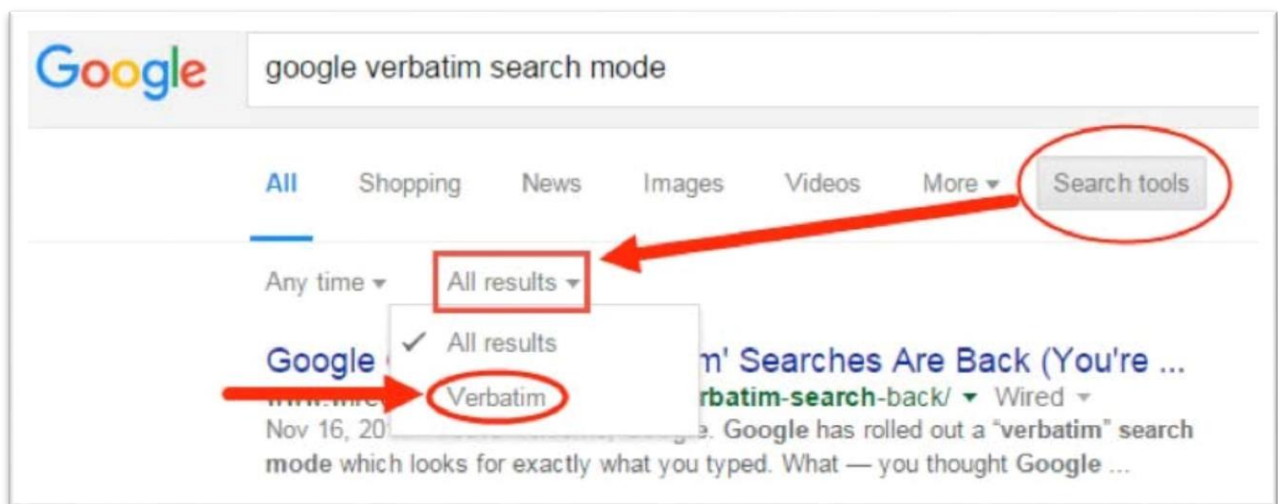 Google google verbatim search mode
All Shopping News Images Videos More Search tools
Any time All results
All results
Google m' Searches Are Back (You're ...
Verbatim
rbatim-search-back/ Wired
Nov 16, 20 Google has rolled out a “verbatim” search
mode which looks for exactly what you typed. What — you thought Google ...